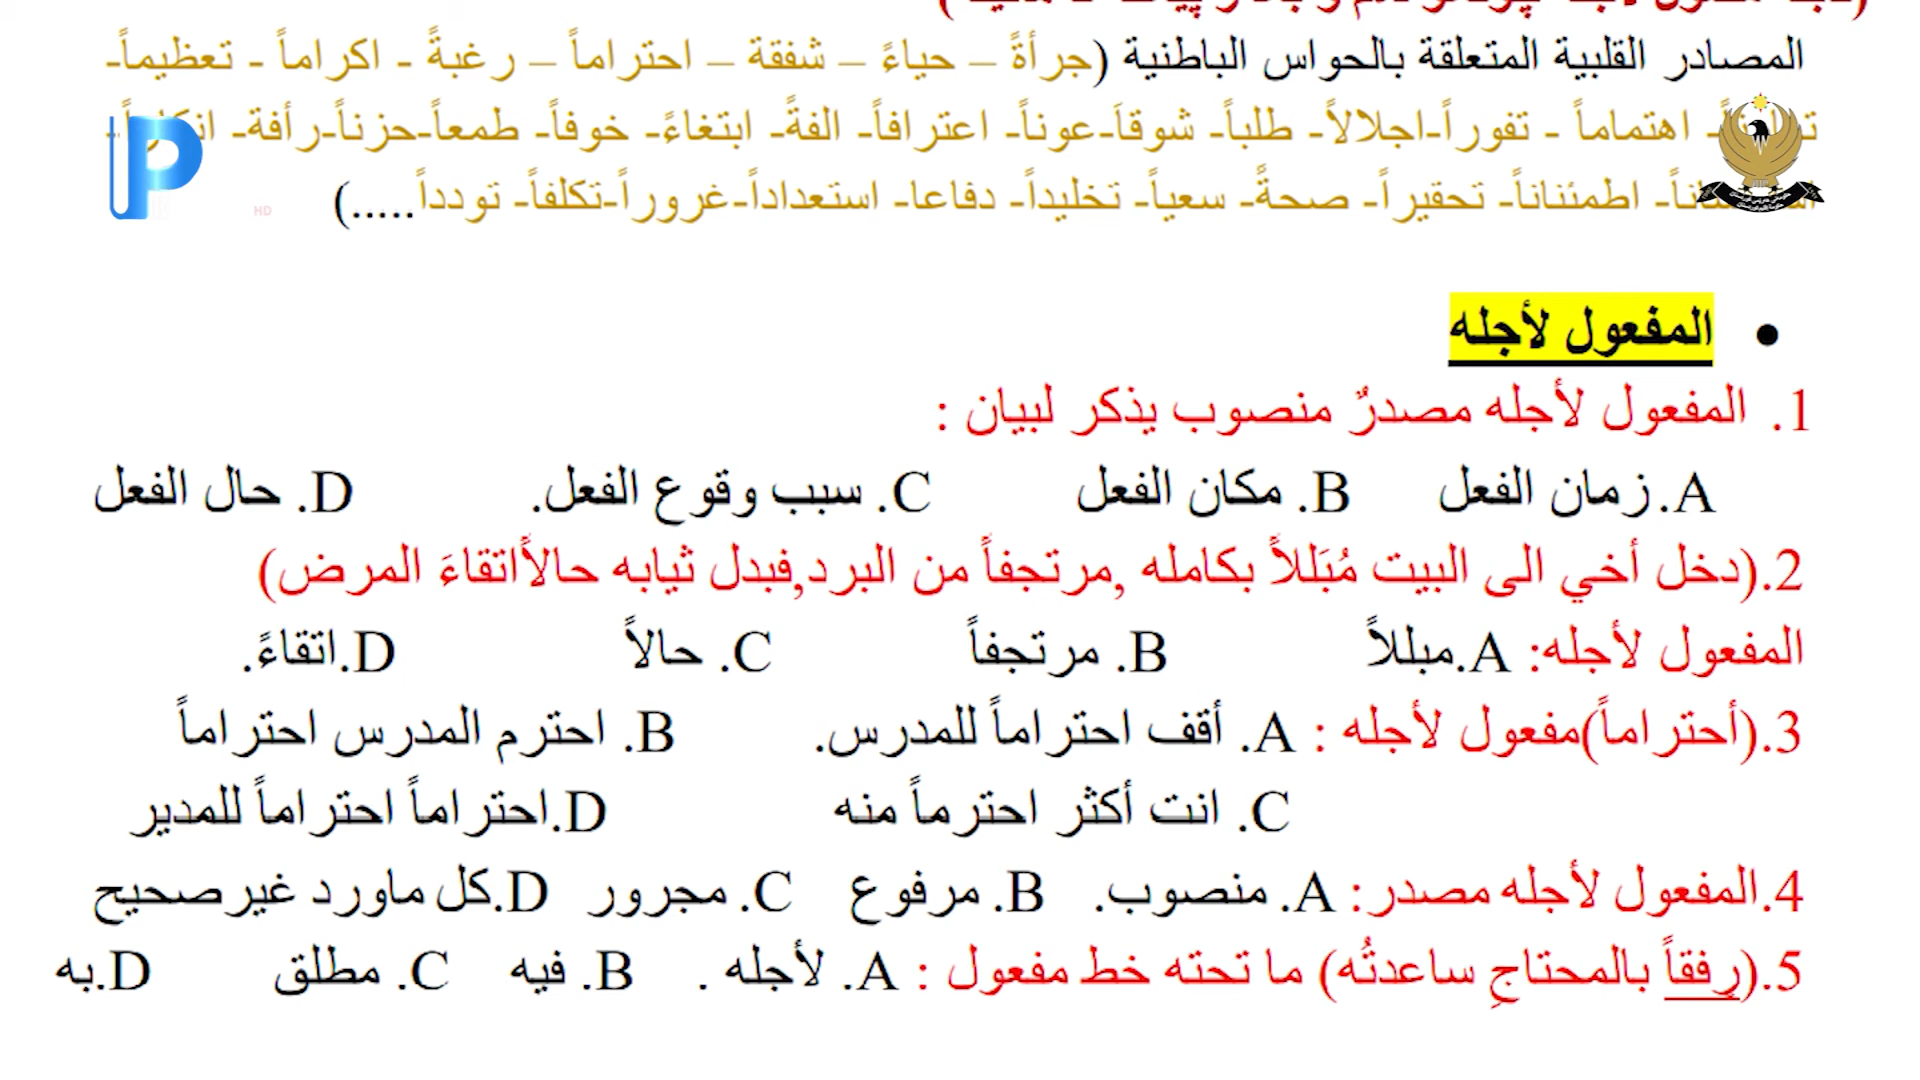 المصادر القلبية المتعلقة بالحواس الباطنية (جرأةً – حياءً – شفقة – احتراماً – رغبةً - اكراماً - تعظيماً-
اهتماماً - تفوراً-اجلالاً- طلباً- شوقاَ-عوناً- اعترافاً- الفةً- ابتغاءً- خوفاً- طمعاً-حزناً-رأفة-
اطمئناناً- تحقيراً- صحةً- سعياً- تخليداً- دفاعا- استعداداً-غروراً-تكلفاً- تودداً.....)
P
HD
• المفعول لأجله
1. المفعول لأجله مصدرٌ منصوب يذكر لبيان :
A. زمان الفعل B. مكان الفعل C. سبب وقوع الفعل. D. حال الفعل
2.(دخل أخي الى البيت مُبَللاً بكامله ,مرتجفاً من البرد,فبدل ثيابه حالاًاتقاءَ المرض)
المفعول لأجله: A.مبللاً B. مرتجفاً C. حالاً D.اتقاءً.
3.(أحتراماً)مفعول لأجله : A. أقف احتراماً للمدرس. B. احترم المدرس احتراماً
C. انت أكثر احترماً منه D.احتراماً احتراماً للمدير
4.المفعول لأجله مصدر: A. منصوب. B. مرفوع C. مجرور D.كل ماورد غيرصحيح
5.(رِفقاً بالمحتاجِ ساعدتُه) ما تحته خط مفعول : A. لأجله . B. فيه C. مطلق D.به